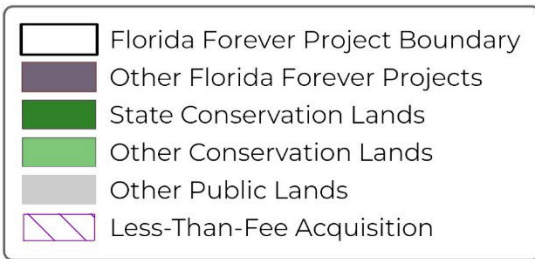 Florida Forever Project Boundary
Other Florida Forever Projects
State Conservation Lands
Other Conservation Lands
Other Public Lands
Less-Than-Fee Acquisition